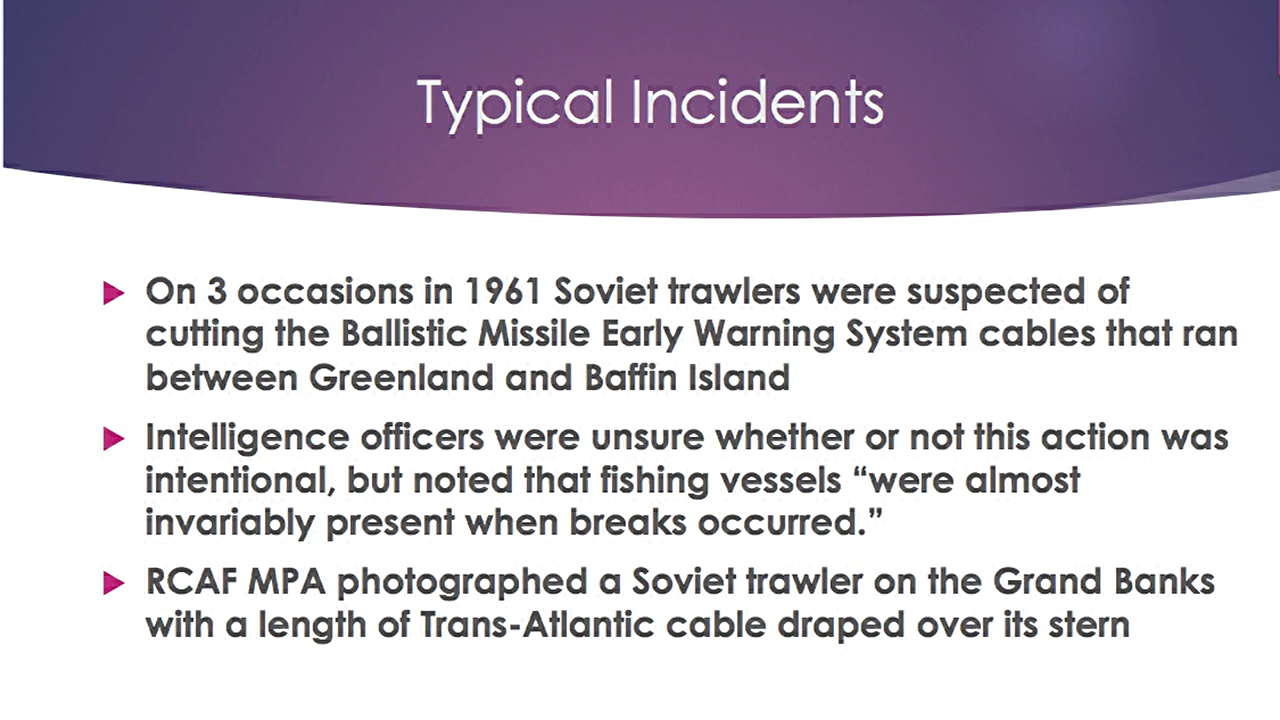 Typical Incidents
On 3 occasions in 1961 Soviet trawlers were suspected of
cutting the Ballistic Missile Early Warning System cables that ran
between Greenland and Baffin Island
Intelligence officers were unsure whether or not this action was
intentional, but noted that fishing vessels “were almost
invariably present when breaks occurred.”
RCAF MPA photographed a Soviet trawler on the Grand Banks
with a length of Trans-Atlantic cable draped over its stern